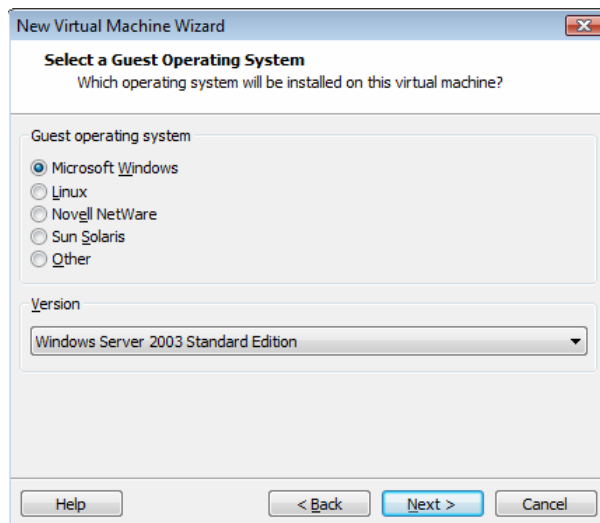 New Virtual Machine Wizard
Select a Guest Operating System
Which operating system will be installed on this virtual machine?
Guest operating system
Microsoft Windows
Linux
Novell NetWare
Sun Solaris
Other
Version
Windows Server 2003 Standard Edition
Help < Back Next > Cancel